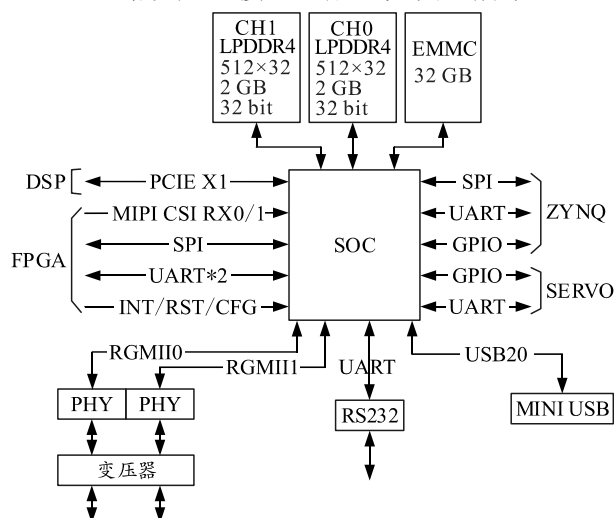 CH1
LPDDR4
512×32
2 GB
32 bit
CH0
LPDDR4
512×32
2 GB
32 bit
EMMC
32 GB
DSP
PCIE X1
FPGA
MIPI CSI RX0/1
SPI
UART*2
INT/RST/CFG
SOC
SPI
UART
GPIO
ZYNQ
GPIO
UART
SERVO
RGMII0
RGMII1
UART
USB20
PHY
PHY
RS232
MINI USB
变压器